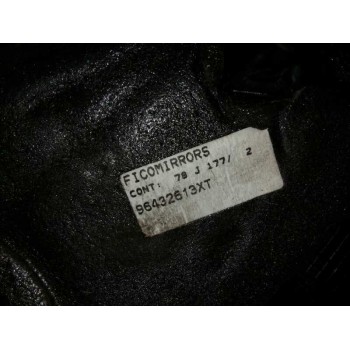 FICOMIRRORS
CONT: 78 J 177/ 2
96432613XT